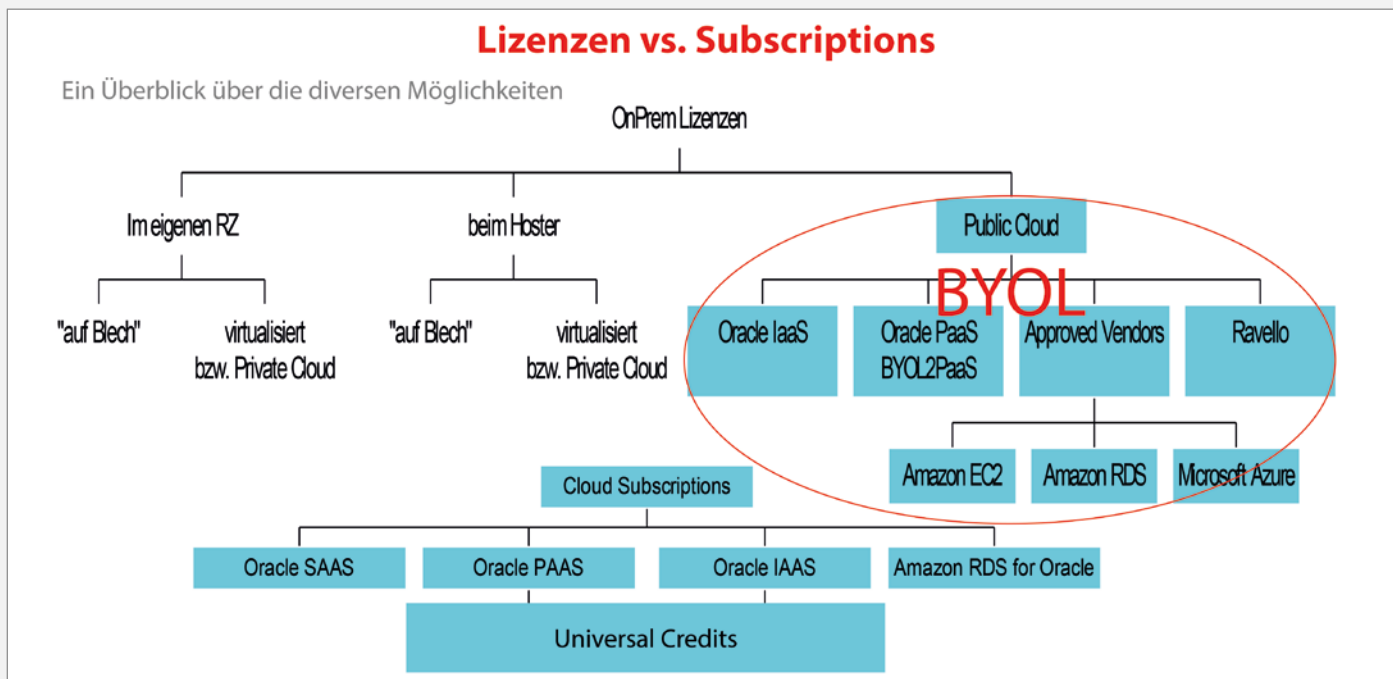 Lizenzen vs. Subscriptions
Ein Überblick über die diversen Möglichkeiten
OnPrem Lizenzen
Im eigenen RZ
beim Hoster
Public Cloud
BYOL
"auf Blech"
virtualisiert
bzw. Private Cloud
"auf Blech"
virtualisiert
bzw. Private Cloud
Oracle IaaS
Oracle PaaS
BYOL2PaaS
Approved Vendors
Ravello
Amazon EC2
Amazon RDS
Microsoft Azure
Cloud Subscriptions
Oracle SAAS
Oracle PAAS
Oracle IAAS
Amazon RDS for Oracle
Universal Credits